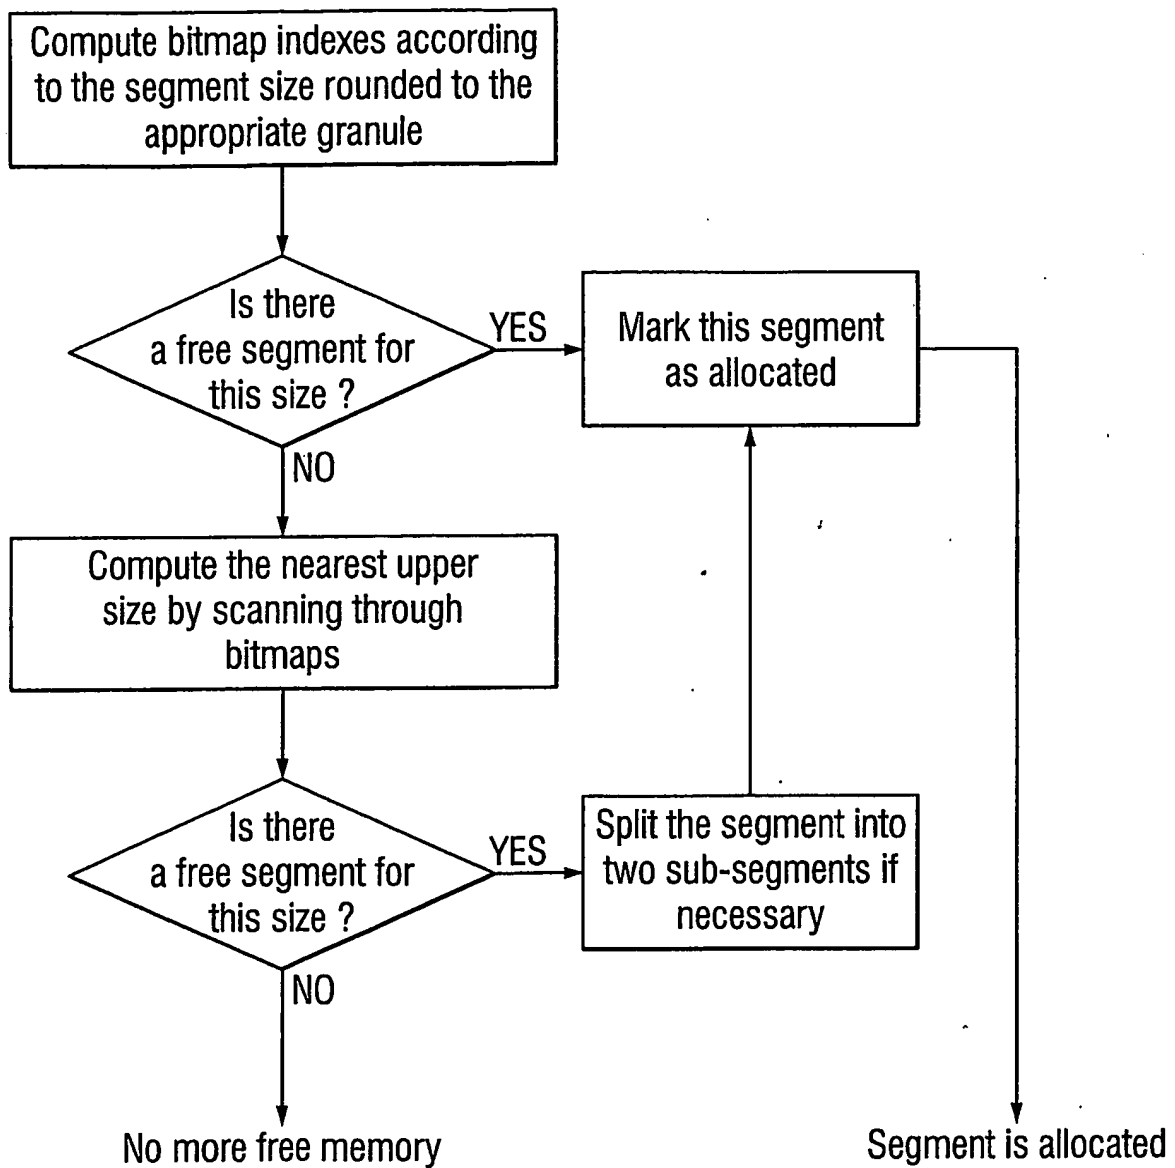 Compute bitmap indexes according
to the segment size rounded to the
appropriate granule
Is there
a free segment for
this size ?
YES
Mark this segment
as allocated
NO
Compute the nearest upper
size by scanning through
bitmaps
Is there
a free segment for
this size ?
YES
Split the segment into
two sub-segments if
necessary
NO
No more free memory
Segment is allocated